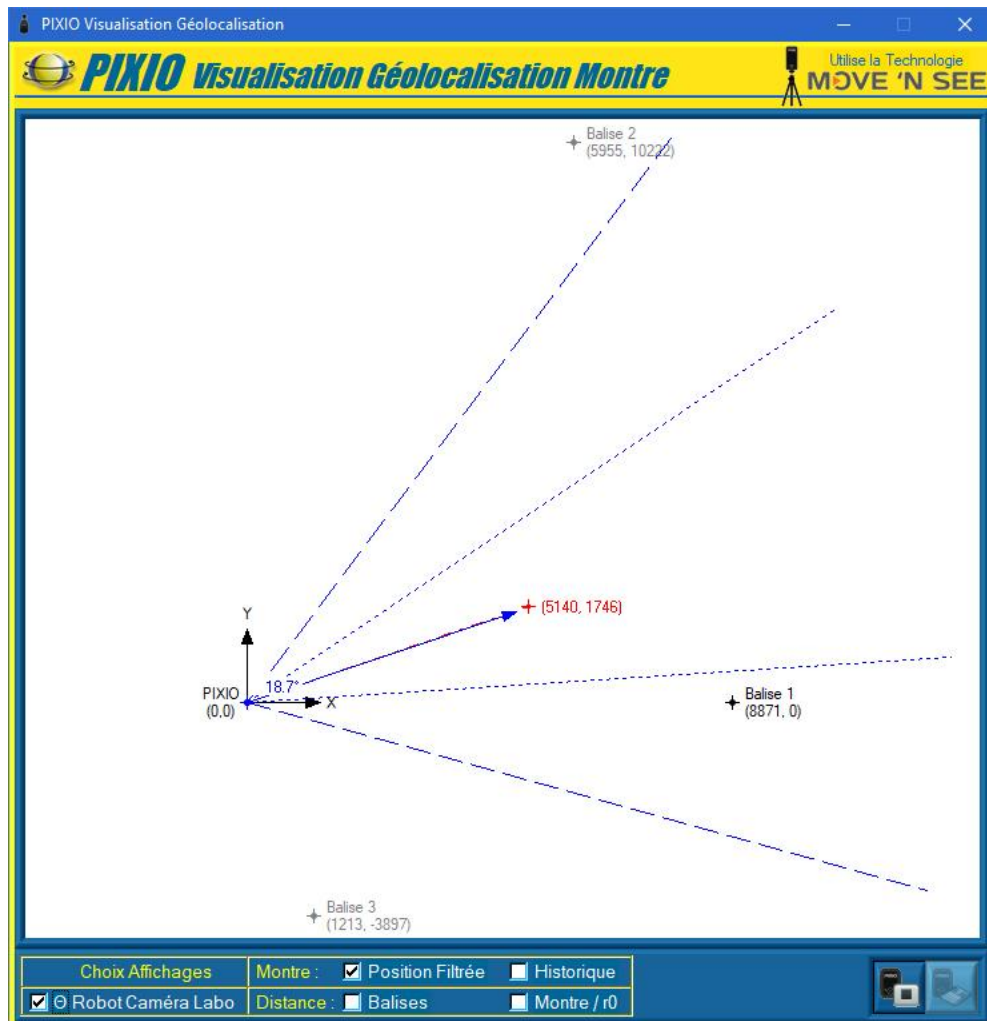 PIXIO Visualisation Géolocalisation
PIXIO Visualisation Géolocalisation Montre
Utilise la Technologie
MOVE 'N SEE
Balise 2
(5955, 10222)
(5140, 1746)
Y
18.7°
PIXIO
(0,0)
X
Balise 1
(8871, 0)
Balise 3
(1213, -3897)
Choix Affichages
Montre : Position Filtrée Historique
Θ Robot Caméra Labo
Distance : Balises Montre / r0